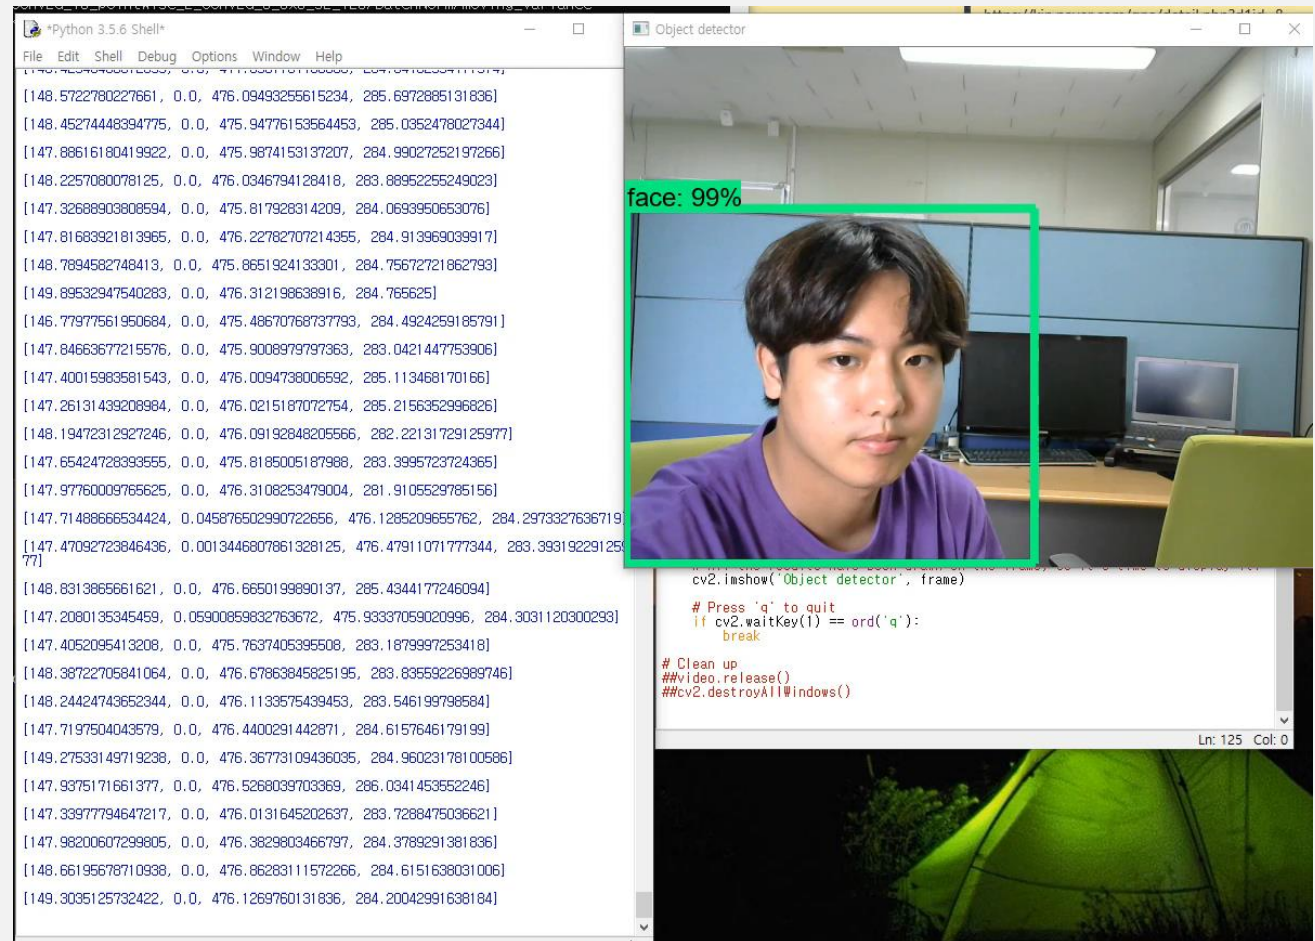 *Python 3.5.6 Shell*
File Edit Shell Debug Options Window Help
[148.5722780227661, 0.0, 476.09493255615234, 285.6972885131836]
[148.45274448394775, 0.0, 475.94776153564453, 285.0352478027344]
[147.88616180419922, 0.0, 475.9874153137207, 284.99027252197266]
[148.2257080078125, 0.0, 476.0346794128418, 283.88952255249023]
[147.32688903808594, 0.0, 475.817928314209, 284.0693950653076]
[147.81683921813965, 0.0, 476.22782707214355, 284.913969039917]
[148.7894582748413, 0.0, 475.8651924133301, 284.75672721862793]
[149.89532947540283, 0.0, 476.312198638916, 284.765625]
[146.77977561950684, 0.0, 475.48670768737793, 284.4924259185791]
[147.84663677215576, 0.0, 475.9008979797363, 283.0421447753906]
[147.40015983581543, 0.0, 476.0094738006592, 285.113468170166]
[147.26131439208984, 0.0, 476.0215187072754, 285.2156352996826]
[148.19472312927246, 0.0, 476.09192848205566, 282.22131729125977]
[147.65424728393555, 0.0, 475.8185005187988, 283.3995723724365]
[147.97760009765625, 0.0, 476.3108253479004, 281.9105529785156]
[147.71488666534424, 0.045876502990722656, 476.1285209655762, 284.2973327636719]
[147.47092723846436, 0.0013446807861328125, 476.47911071777344, 283.393192291259
77]
[148.8313865661621, 0.0, 476.6650199890137, 285.4344177246094]
[147.2080135345459, 0.05900859832763672, 475.93337059020996, 284.3031120300293]
[147.4052095413208, 0.0, 475.7637405395508, 283.1879997253418]
[148.38722705841064, 0.0, 476.67863845825195, 283.83559226989746]
[148.24424743652344, 0.0, 476.1133575439453, 283.546199798584]
[147.7197504043579, 0.0, 476.4400291442871, 284.6157646179199]
[149.27533149719238, 0.0, 476.36773109436035, 284.96023178100586]
[147.9375171661377, 0.0, 476.5268039703369, 286.0341453552246]
[147.33977794647217, 0.0, 476.01316452026367, 283.7288475036621]
[147.98200607299805, 0.0, 476.3829803466797, 284.3789291381836]
[148.66195678710938, 0.0, 476.86283111572266, 284.6151638031006]
[149.3035125732422, 0.0, 476.1269760131836, 284.20042991638184]
Object detector
face: 99%
cv2.imshow('Object detector', frame)
# Press 'q' to quit
if cv2.waitKey(1) == ord('q'):
break
# Clean up
##video.release()
##cv2.destroyAllWindows()
Ln: 125 Col: 0